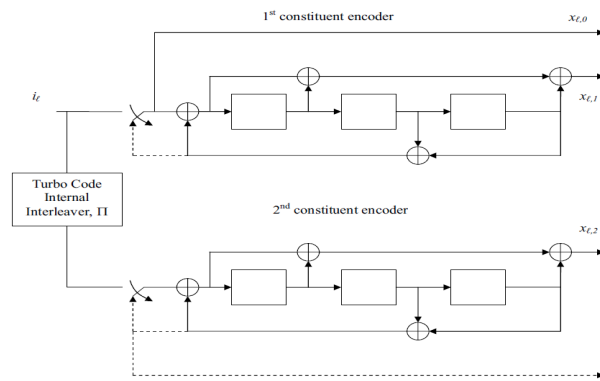 1st constituent encoder
xℓ,0
iℓ
xℓ,1
Turbo Code
Internal
Interleaver, Π
2nd constituent encoder
xℓ,2